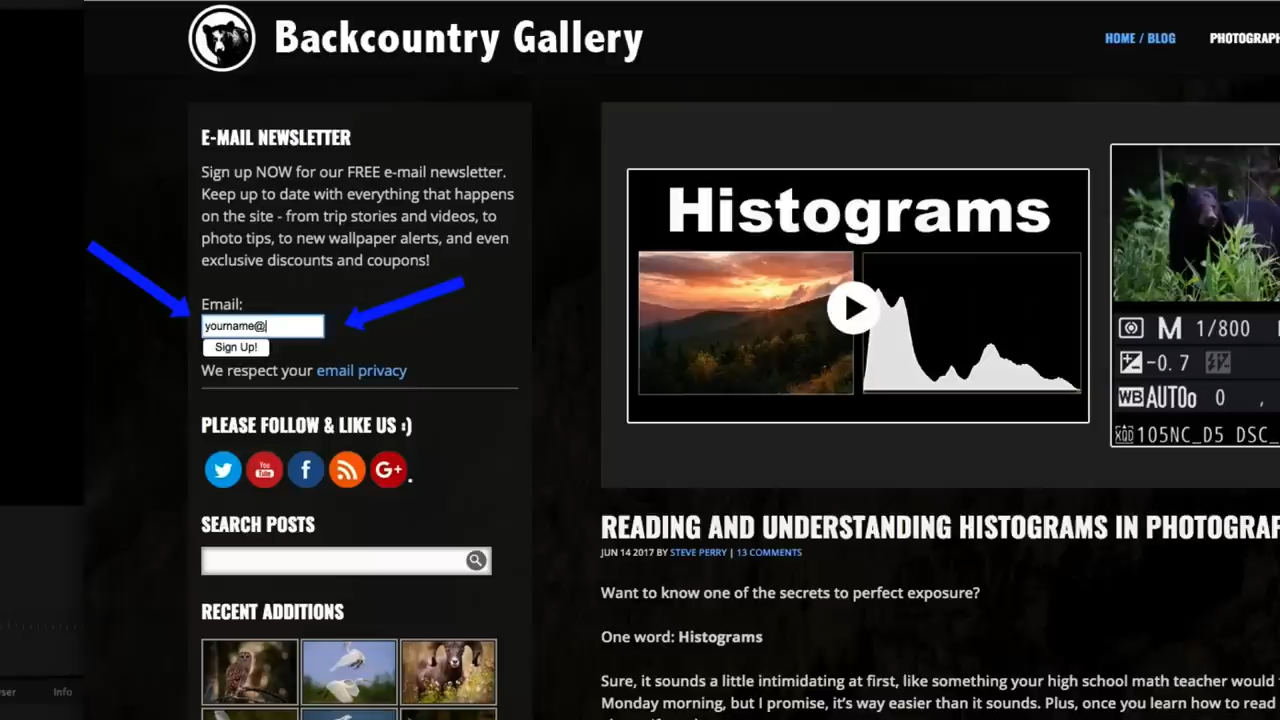 Backcountry Gallery
HOME / BLOG
E-MAIL NEWSLETTER
Sign up NOW for our FREE e-mail newsletter.
Keep up to date with everything that happens
on the site - from trip stories and videos, to
photo tips, to new wallpaper alerts, and even
exclusive discounts and coupons!
Email:
yourname@
Sign Up!
We respect your email privacy
PLEASE FOLLOW & LIKE US :)
You Tube
G+
.
SEARCH POSTS
RECENT ADDITIONS
Info
Histograms
M 1/800
-0.7
WB AUTO0 0 ,
XQD 105NC_D5 DSC_
READING AND UNDERSTANDING HISTOGRAMS IN PHOTOGRAP
JUN 14 2017 BY STEVE PERRY | 13 COMMENTS
Want to know one of the secrets to perfect exposure?
One word: Histograms
Sure, it sounds a little intimidating at first, like something your high school math teacher would
Monday morning, but I promise, it's way easier than it sounds. Plus, once you learn how to read